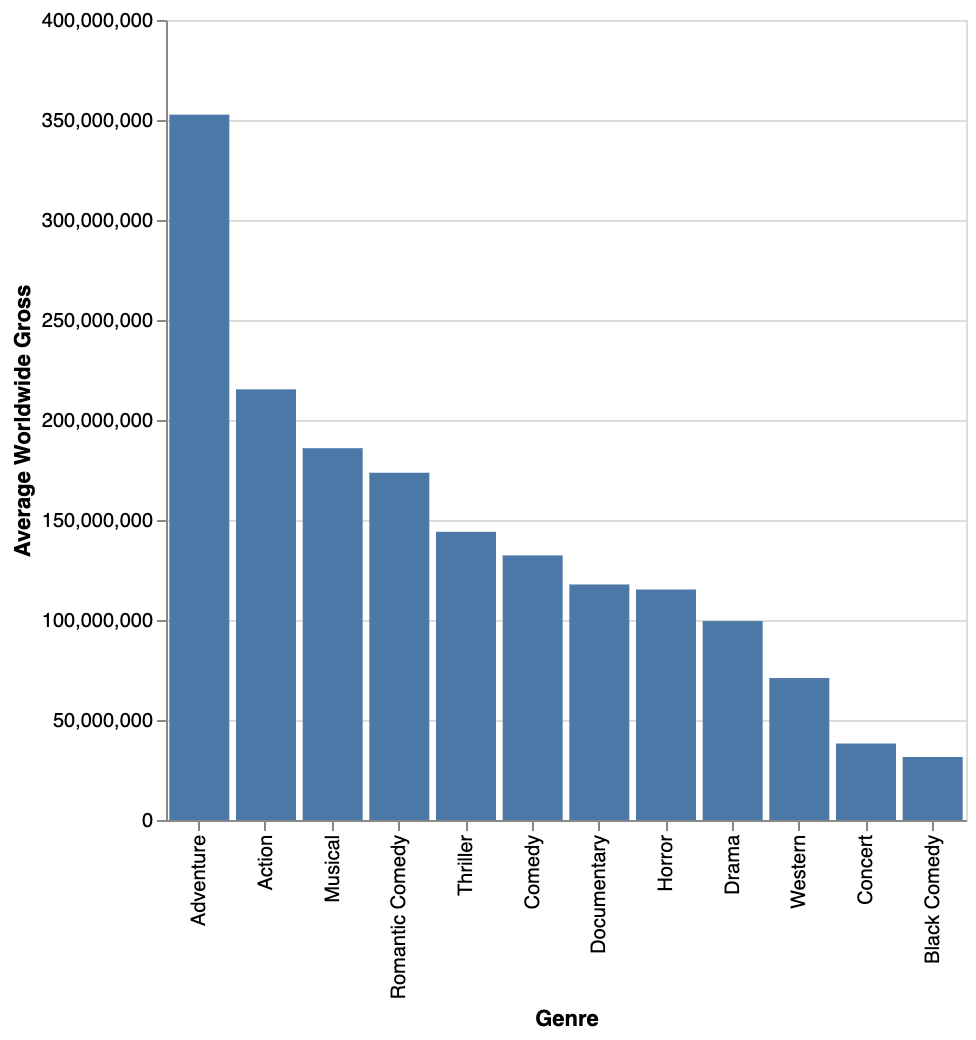 400,000,000
350,000,000
300,000,000
250,000,000
200,000,000
150,000,000
100,000,000
50,000,000
0
Average Worldwide Gross
Adventure
Action
Musical
Romantic Comedy
Thriller
Comedy
Documentary
Horror
Drama
Western
Concert
Black Comedy
Genre